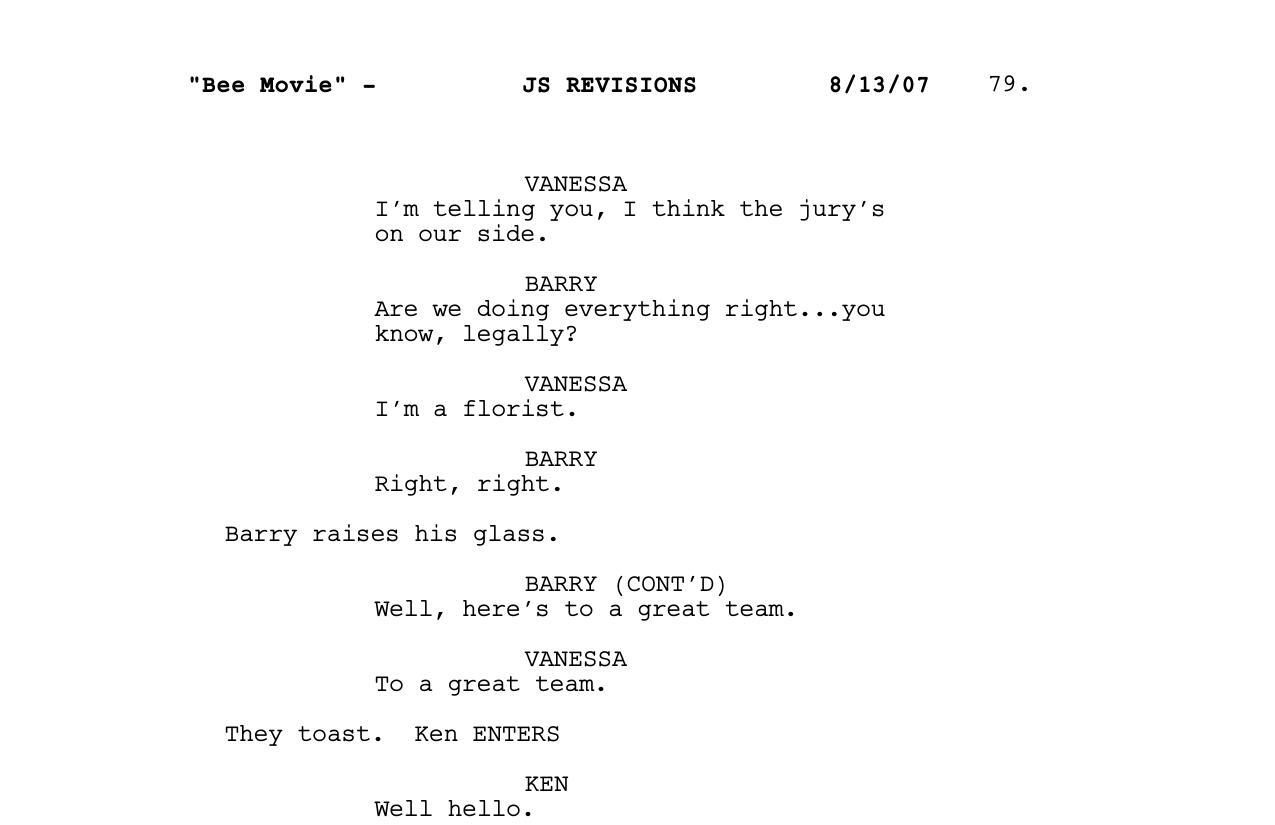 "Bee Movie" - JS REVISIONS 8/13/07 79.
VANESSA
I'm telling you, I think the jury's
on our side.
BARRY
Are we doing everything right...you
know, legally?
VANESSA
I'm a florist.
BARRY
Right, right.
Barry raises his glass.
BARRY (CONT'D)
Well, here's to a great team.
VANESSA
To a great team.
They toast. Ken ENTERS
KEN
Well hello.